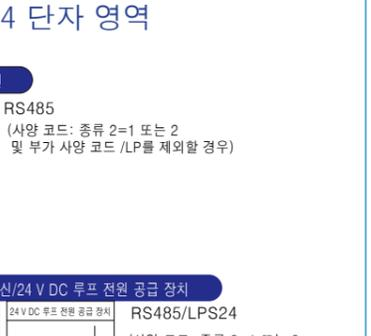 4 단자 영역
RS485
(사양 코드: 종류 2=1 또는 2
및 부가 사양 코드 /LP를 제외할 경우)
신/24 V DC 루프 전원 공급 장치
24 V DC 루프 전원 공급 장치
RS485/LPS24